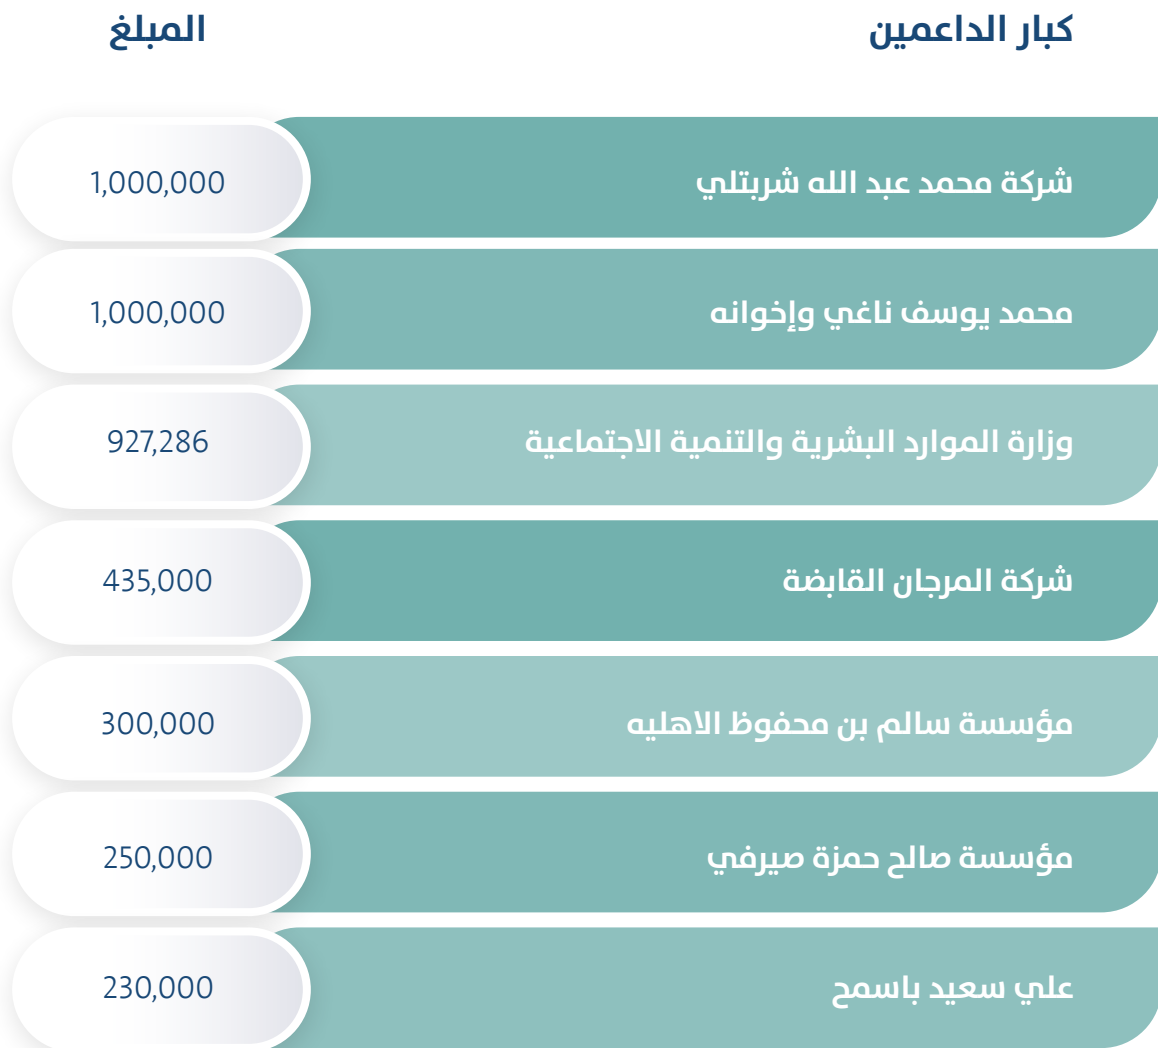 كبار الداعمين المبلغ
شركة محمد عبد الله شربتلي 1,000,000
محمد يوسف ناغي وإخوانه 1,000,000
وزارة الموارد البشرية والتنمية الاجتماعية 927,286
شركة المرجان القابضة 435,000
مؤسسة سالم بن محفوظ الاهليه 300,000
مؤسسة صالح حمزة صيرفي 250,000
علي سعيد باسمح 230,000